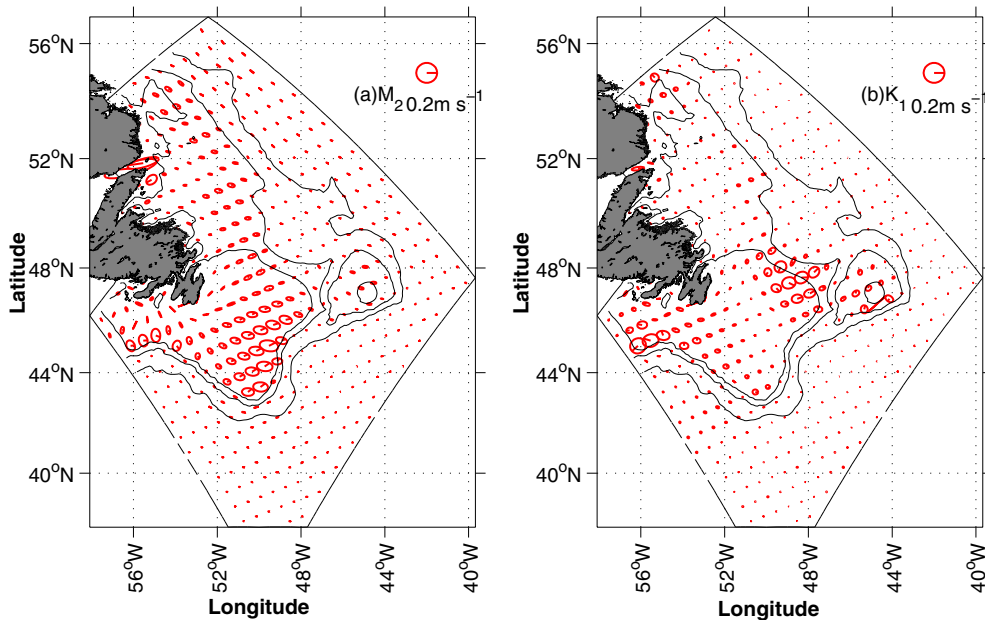 56°N
52°N
48°N
44°N
40°N
Latitude
(a)M₂ 0.2m s⁻¹
56°W
52°W
48°W
44°W
40°W
Longitude
56°N
52°N
48°N
44°N
40°N
Latitude
(b)K₁ 0.2m s⁻¹
56°W
52°W
48°W
44°W
40°W
Longitude